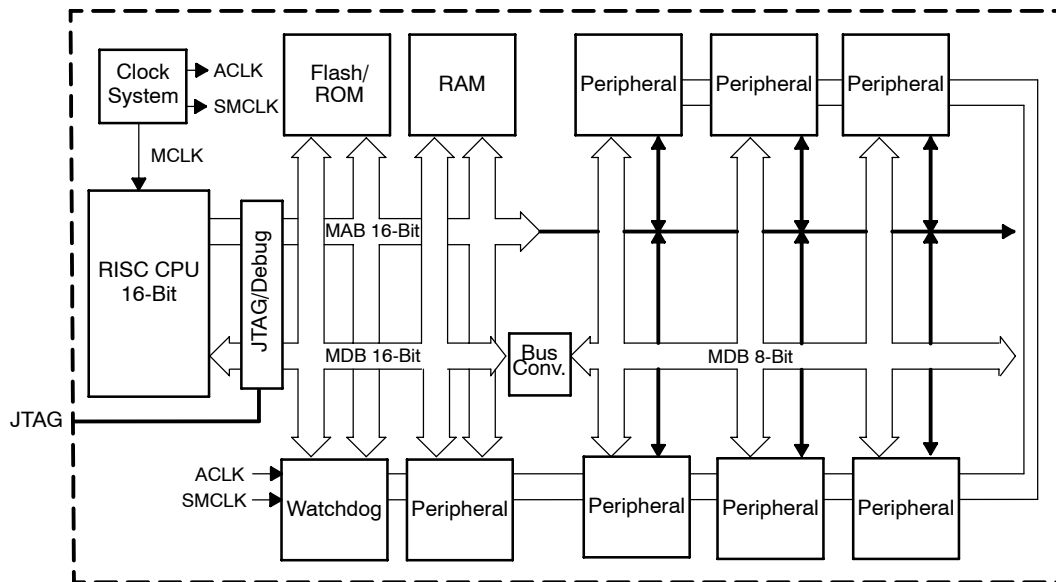 Clock
System
ACLK
SMCLK
MCLK
Flash/
ROM
RAM
Peripheral
Peripheral
Peripheral
RISC CPU
16-Bit
JTAG/Debug
MAB 16-Bit
MDB 16-Bit
Bus
Conv.
MDB 8-Bit
JTAG
ACLK
SMCLK
Watchdog
Peripheral
Peripheral
Peripheral
Peripheral